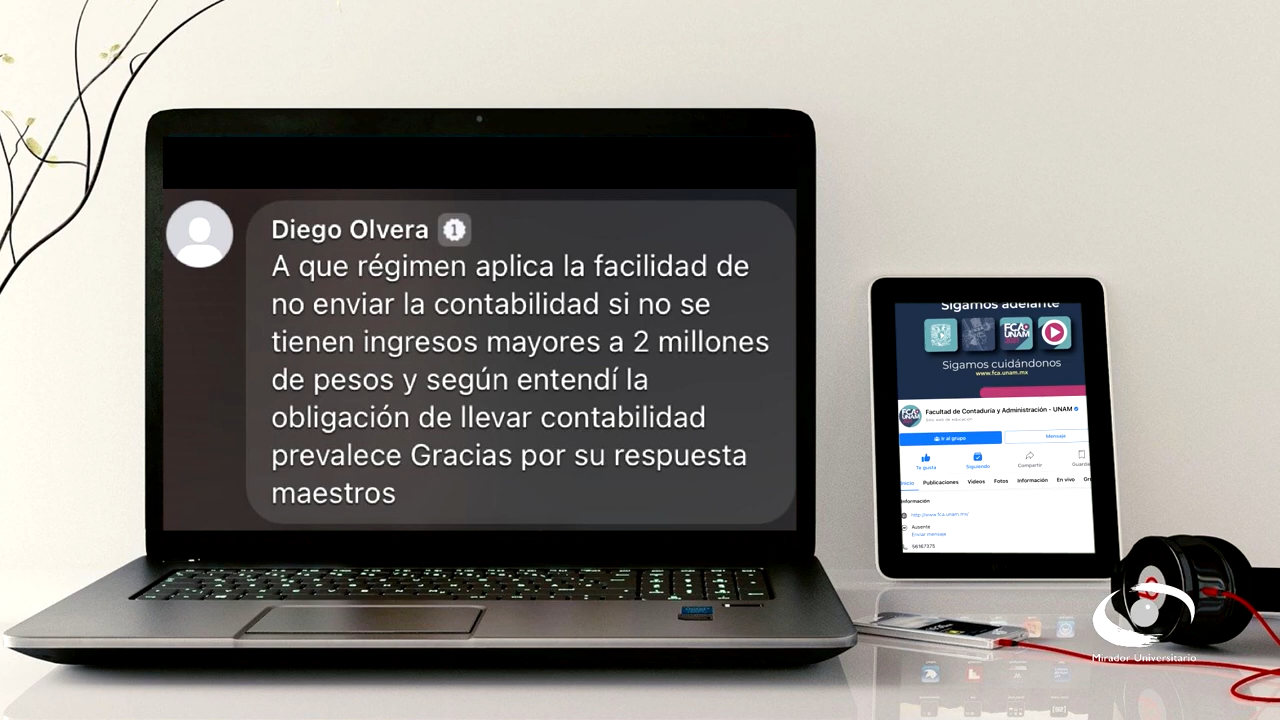 Diego Olvera 1
A que régimen aplica la facilidad de
no enviar la contabilidad si no se
tienen ingresos mayores a 2 millones
de pesos y según entendí la
obligación de llevar contabilidad
prevalece Gracias por su respuesta
maestros
Sigamos adelante
FCA
UNAM
Sigamos cuidándonos
www.fca.unam.mx
Facultad de Contaduría y Administración - UNAM
Ir al grupo
Mensaje
Te gusta
Siguiendo
Compartir
Guarda
Inicio Publicaciones Videos Fotos Información En vivo Gr
Información
http://www.fca.unam.mx/
Ausente
Enviar mensaje
56167375
Mirador Universitario